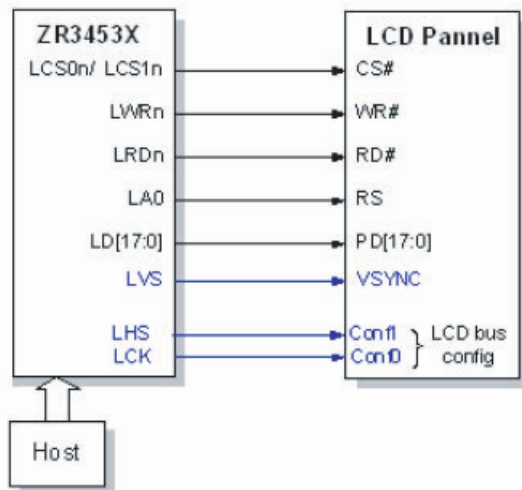 ZR3453X LCD Pannel
LCS0n/ LCS1n CS#
LWRn WR#
LRDn RD#
LA0 RS
LD[17:0] PD[17:0]
LVS VSYNC
LHS Conf1 LCD bus
LCK Conf0 config
Host